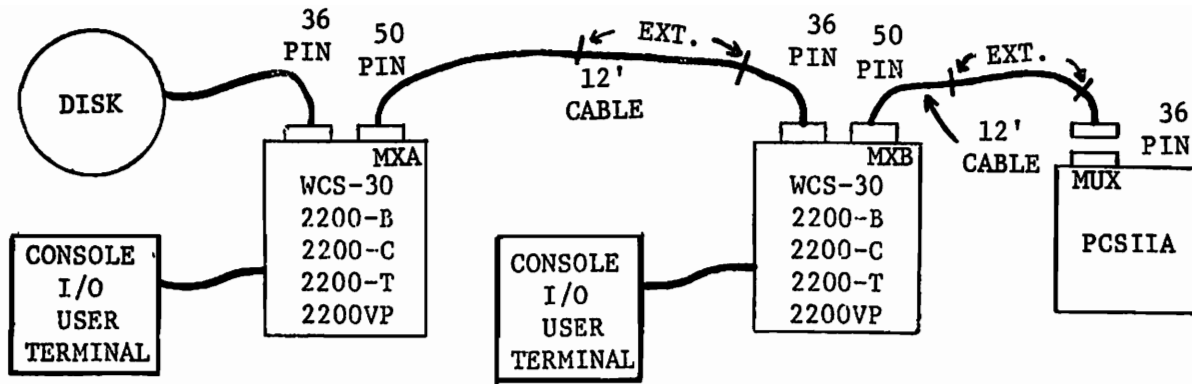 DISK
36
PIN
50
PIN
EXT.
12'
CABLE
MXA
WCS-30
2200-B
2200-C
2200-T
2200VP
CONSOLE
I/O
USER
TERMINAL
36
PIN
50
PIN
EXT.
12'
CABLE
MXB
WCS-30
2200-B
2200-C
2200-T
2200VP
CONSOLE
I/O
USER
TERMINAL
36
PIN
MUX
PCSIIA